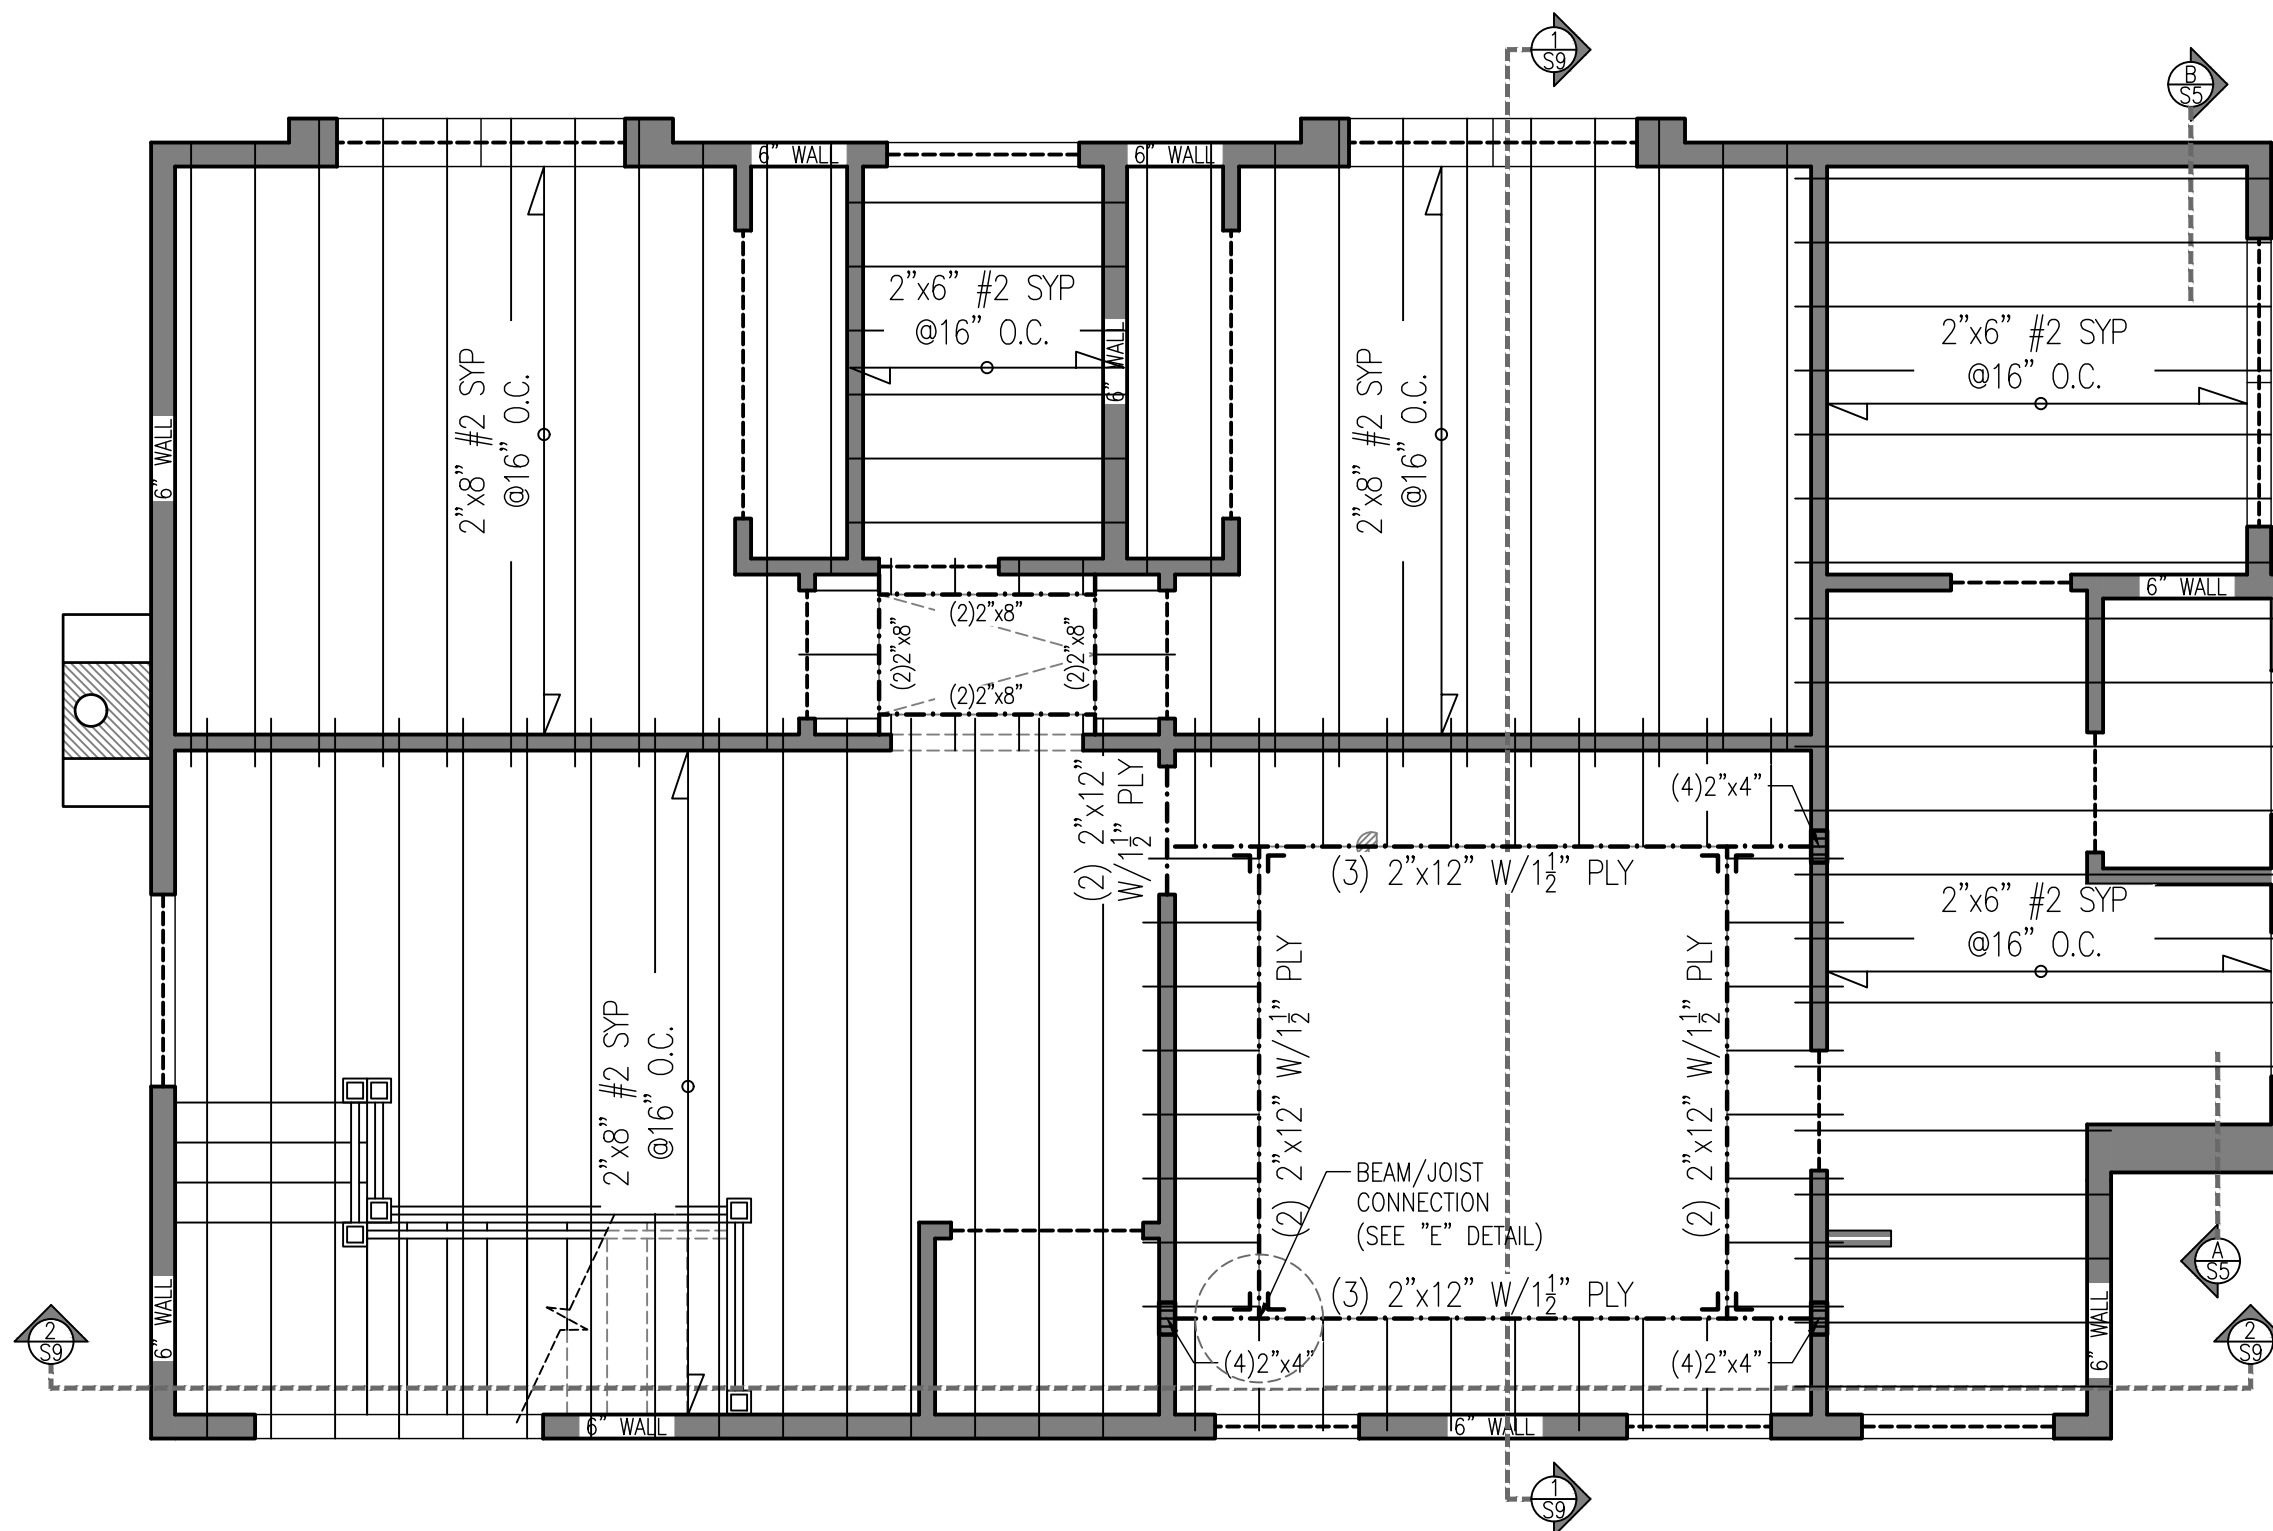 1
S9
B
S5
6" WALL
6" WALL
2"x6" #2 SYP
@16" O.C.
6" WALL
2"x8" #2 SYP
@16" O.C.
2"x8" #2 SYP
@16" O.C.
2"x6" #2 SYP
@16" O.C.
6" WALL
6" WALL
(2)2"x8"
(2)2"x8"
(2)2"x8"
(2)2"x8"
(2) 2"x12"
W/1½" PLY
(4)2"x4"
(3) 2"x12" W/1½" PLY
2"x6" #2 SYP
@16" O.C.
2"x8" #2 SYP
@16" O.C.
(2) 2"x12" W/1½" PLY
(2) 2"x12" W/1½" PLY
BEAM/JOIST
CONNECTION
(SEE "E" DETAIL)
(3) 2"x12" W/1½" PLY
A
S5
6" WALL
6" WALL
2
S9
2
S9
(4)2"x4"
(4)2"x4"
6" WALL
6" WALL
1
S9